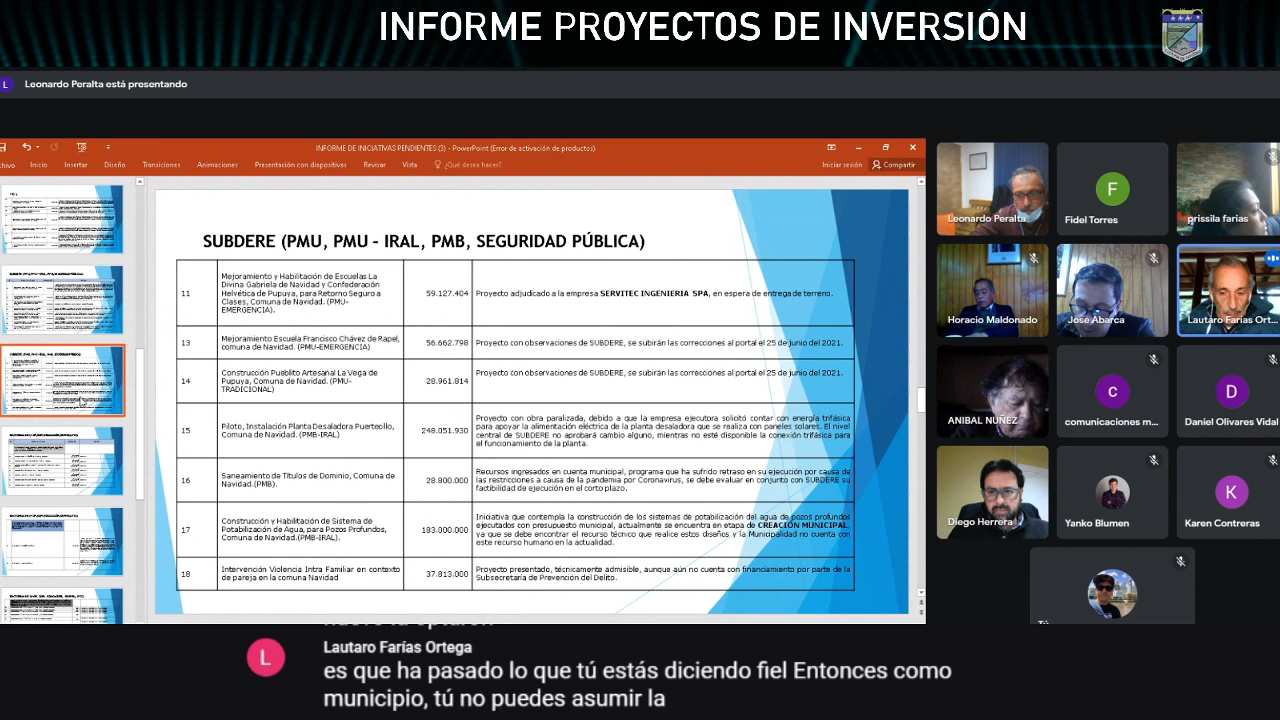 INFORME PROYECTOS DE INVERSIÓN
L Leonardo Peralta está presentando
INFORME DE INICIATIVAS PENDIENTES (3) - PowerPoint (Error de activación de productos)
chivo Inicio Insertar Diseño Transiciones Animaciones Presentación con diapositivas Revisar Vista ¿Qué desea hacer? Iniciar sesión Compartir
SUBDERE (PMU, PMU – IRAL, PMB, SEGURIDAD PÚBLICA)
11
Mejoramiento y Habilitación de Escuelas La
Divina Gabriela de Navidad y Confederación
Helvética de Pupuya, para Retorno Seguro a
Clases, Comuna de Navidad. (PMU-
EMERGENCIA).
59.127.404
Proyecto adjudicado a la empresa SERVITEC INGENIERIA SPA, en espera de entrega de terreno.
13
Mejoramiento Escuela Francisco Chávez de Rapel,
comuna de Navidad. (PMU-EMERGENCIA)
56.662.798
Proyecto con observaciones de SUBDERE, se subirán las correcciones al portal el 25 de junio del 2021.
14
Construcción Pueblito Artesanal La Vega de
Pupuya, Comuna de Navidad. (PMU-
TRADICIONAL)
28.961.814
Proyecto con observaciones de SUBDERE, se subirán las correcciones al portal el 25 de junio del 2021.
15
Piloto, Instalación Planta Desaladora Puertecillo,
Comuna de Navidad. (PMB-IRAL)
248.051.930
Proyecto con obra paralizada, debido a que la empresa ejecutora solicitó contar con energía trifásica
para apoyar la alimentación eléctrica de la planta desaladora que se realiza con paneles solares. El nivel
central de SUBDERE no aprobará cambio alguno, mientras no esté disponible la conexión trifásica para
el funcionamiento de la planta.
16
Saneamiento de Títulos de Dominio, Comuna de
Navidad.(PMB).
28.800.000
Recursos ingresados en cuenta municipal, programa que ha sufrido retraso en su ejecución por causa de
las restricciones a causa de la pandemia por Coronavirus, se debe evaluar en conjunto con SUBDERE su
factibilidad de ejecución en el corto plazo.
17
Construcción y Habilitación de Sistema de
Potabilización de Agua, para Pozos Profundos,
Comuna de Navidad.(PMB-IRAL).
183.000.000
Iniciativa que contempla la construcción de los sistemas de potabilización del agua de pozos profundos
ejecutados con presupuesto municipal, actualmente se encuentra en etapa de CREACIÓN MUNICIPAL,
ya que se debe encontrar el recurso técnico que realice estos diseños y la Municipalidad no cuenta con
este recurso humano en la actualidad.
18
Intervención Violencia Intra Familiar en contexto
de pareja en la comuna Navidad
37.813.000
Proyecto presentado, técnicamente admisible, aunque aún no cuenta con financiamiento por parte de la
Subsecretaría de Prevención del Delito.
Leonardo Peralta
F
Fidel Torres
prissila farias
Horacio Maldonado
José Abarca
Lautaro Farías Ort...
ANIBAL NUÑEZ
c
comunicaciones m...
D
Daniel Olivares Vidal
Diego Herrera
Yanko Blumen
K
Karen Contreras
L
Lautaro Farías Ortega
es que ha pasado lo que tú estás diciendo fiel Entonces como
municipio, tú no puedes asumir la